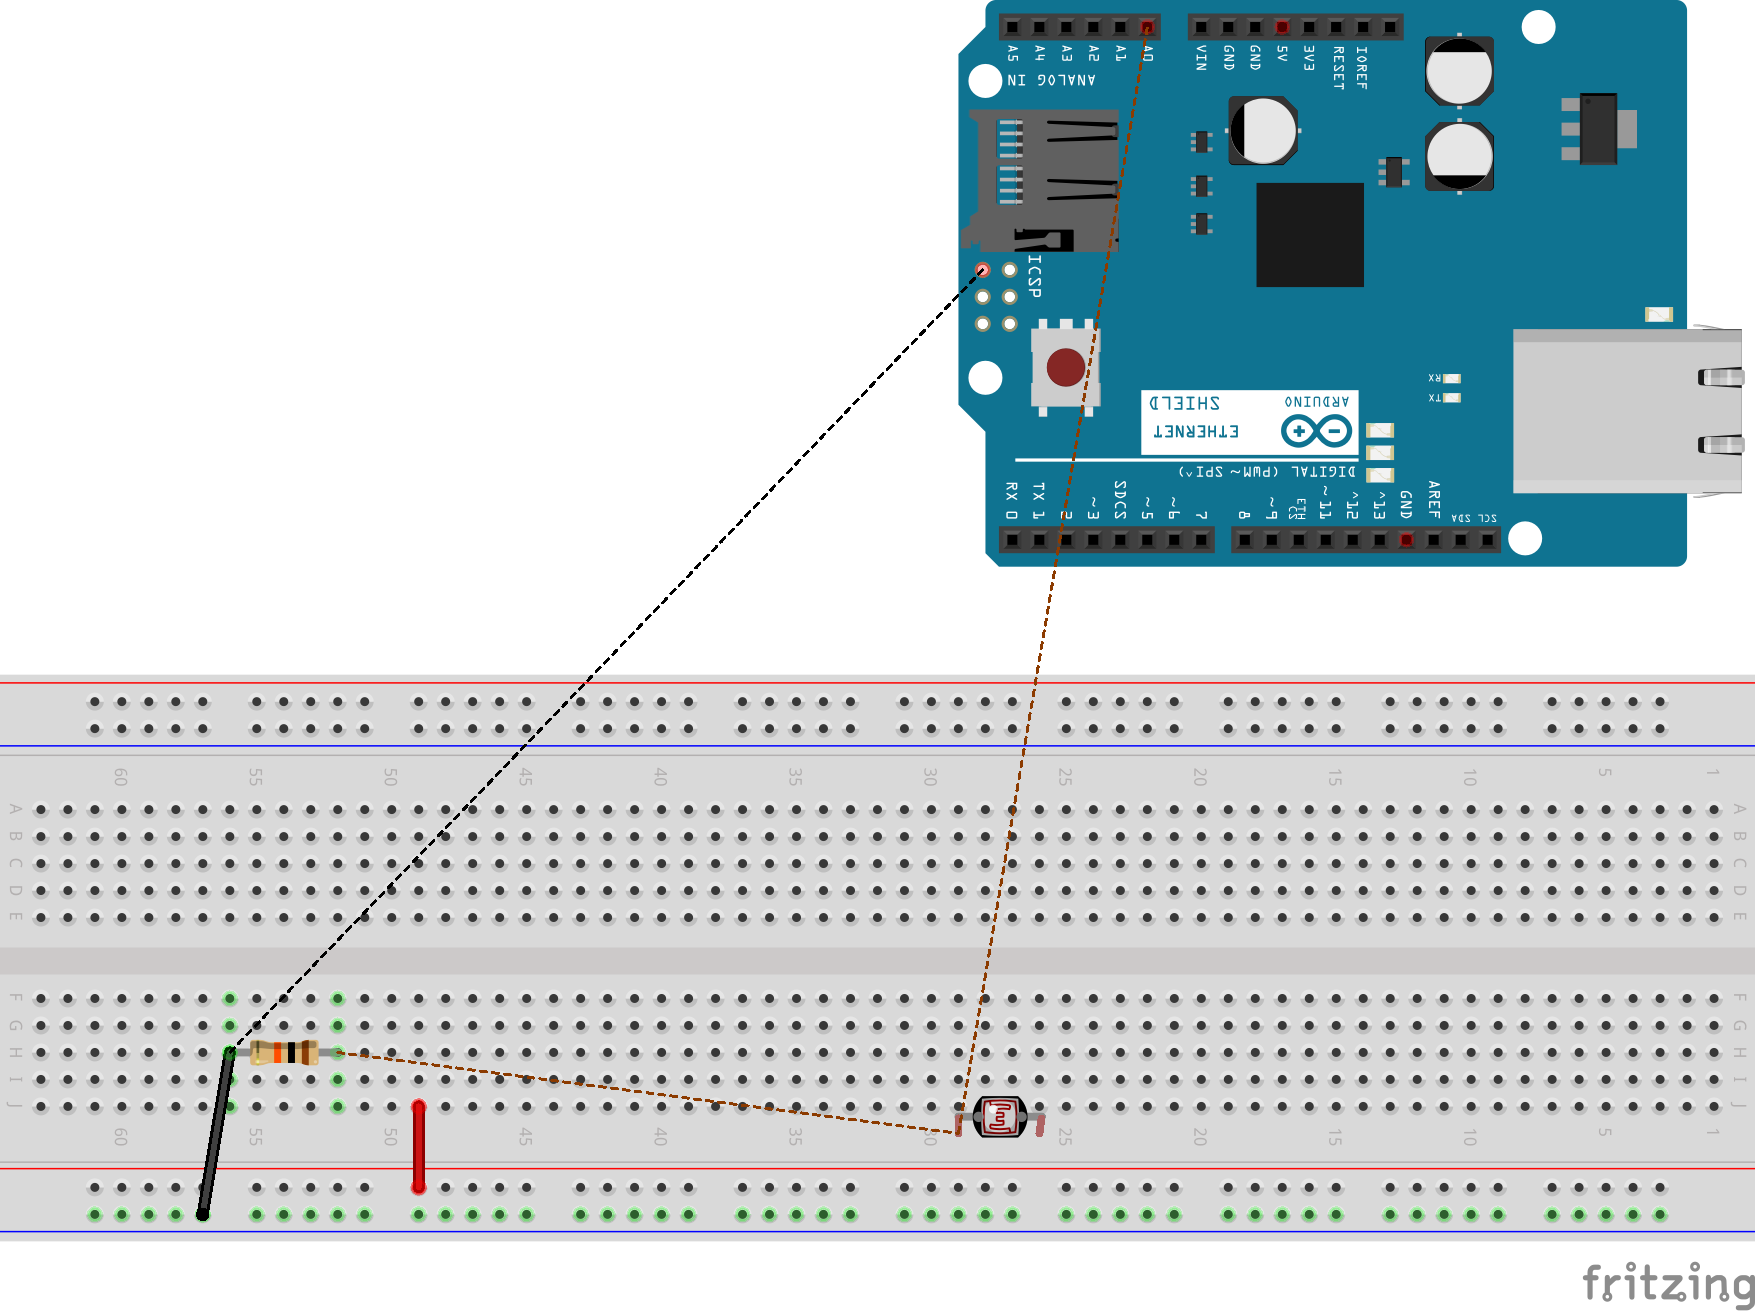 A5 A4 A3 A2 A1 A0 VIN GND GND 5V 3V3 RESET IOREF
ANALOG IN
ICSP
RX
TX
SHIELD ARDUINO
ETHERNET
DIGITAL (PWM~ SPI^)
RX 0 TX 1 2 ~3 SDCS ~5 ~6 7 8 ~9 ETH CS ~11 ^12 ^13 GND AREF SDA SCL
60 55 50 45 40 35 30 25 20 15 10 5 1
A A
B B
C C
D D
E E
F F
G G
H H
I I
J J
60 55 50 45 40 35 30 25 20 15 10 5 1
fritzing